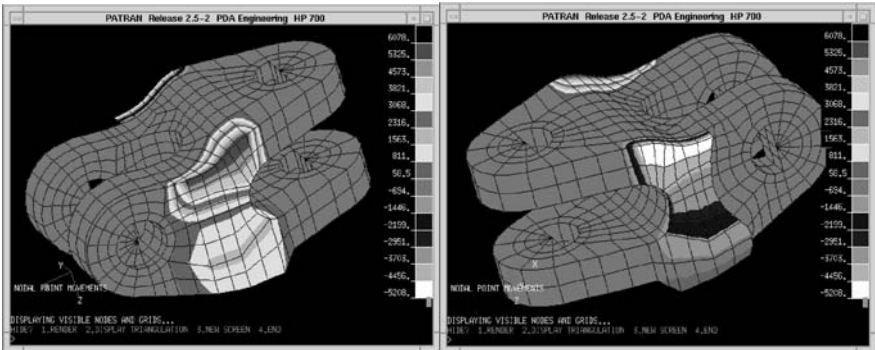 PATRAN Release 2.5-2 PDA Engineering HP 700
6078.
5325.
4573.
3821.
3068.
2316.
1563.
811.
58.5
-694.
-1446.
-2199.
-2951.
-3703.
-4456.
-5208.
Y
Z
NODAL POINT MOVEMENTS
DISPLAYING VISIBLE NODES AND GRIDS...
HIDE? 1.RENDER 2.DISPLAY TRIANGULATION 3.NEW SCREEN 4.END
>
PATRAN Release 2.5-2 PDA Engineering HP 700
6078.
5325.
4573.
3821.
3068.
2316.
1563.
811.
58.5
-694.
-1446.
-2199.
-2951.
-3703.
-4456.
-5208.
X
Z
NODAL POINT MOVEMENTS
DISPLAYING VISIBLE NODES AND GRIDS...
HIDE? 1.RENDER 2.DISPLAY TRIANGULATION 3.NEW SCREEN 4.END
>